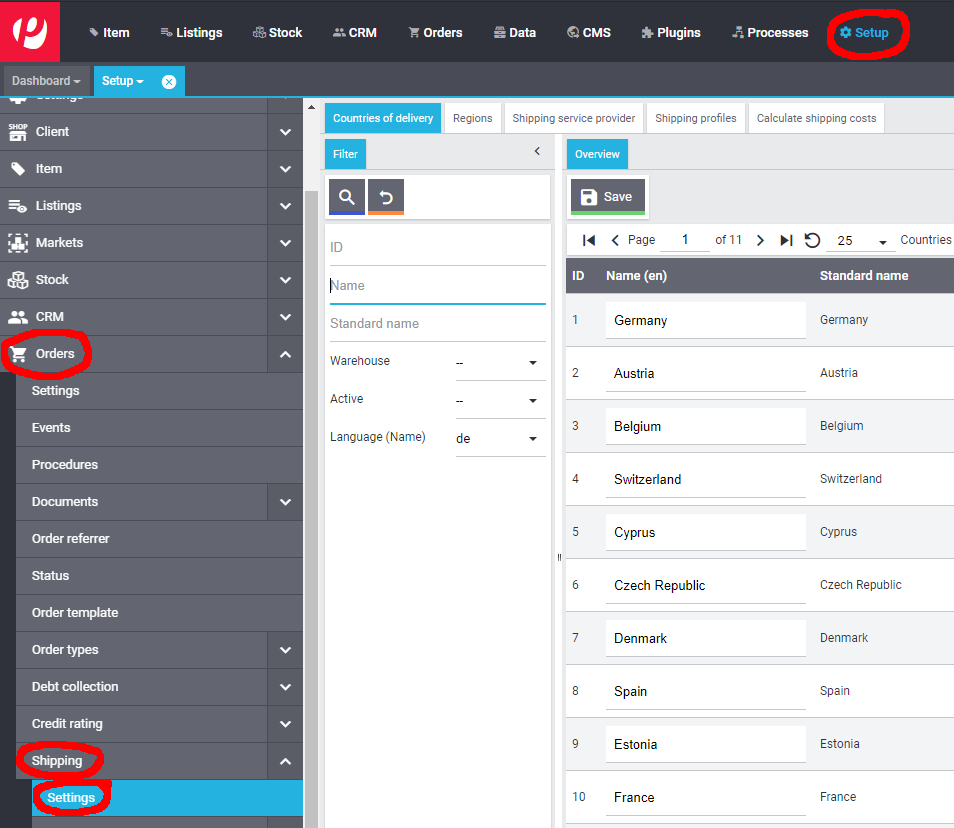 Item Listings Stock CRM Orders Data CMS Plugins Processes Setup
Dashboard Setup
Settings
SHOP Client
Item
Listings
Markets
Stock
CRM
Orders
Settings
Events
Procedures
Documents
Order referrer
Status
Order template
Order types
Debt collection
Credit rating
Shipping
Settings
Countries of delivery Regions Shipping service provider Shipping profiles Calculate shipping costs
Filter
ID
Name
Standard name
Warehouse --
Active --
Language (Name) de
Overview
Save
Page 1 of 11 25 Countries
ID Name (en) Standard name
1 Germany Germany
2 Austria Austria
3 Belgium Belgium
4 Switzerland Switzerland
5 Cyprus Cyprus
6 Czech Republic Czech Republic
7 Denmark Denmark
8 Spain Spain
9 Estonia Estonia
10 France France